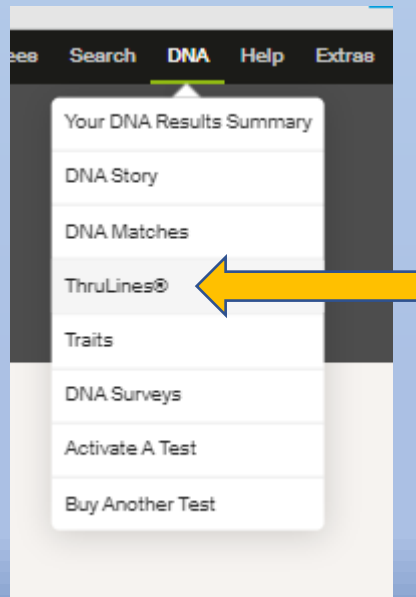 ees Search DNA Help Extras
Your DNA Results Summary
DNA Story
DNA Matches
ThruLines®
Traits
DNA Surveys
Activate A Test
Buy Another Test